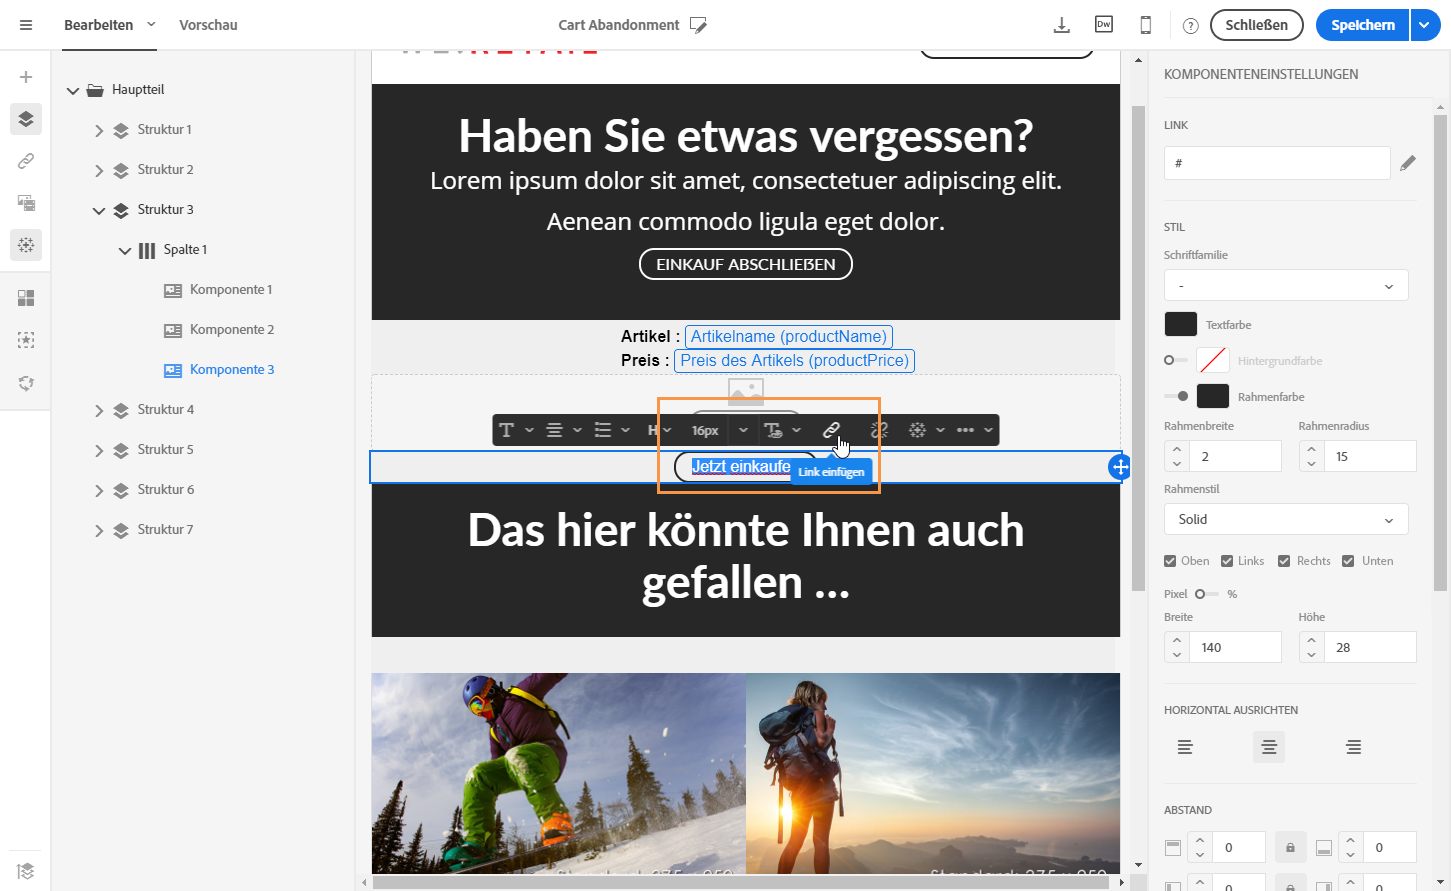 Bearbeiten
Vorschau
Cart Abandonment
Dw
?
Schließen
Speichern
Hauptteil
Struktur 1
Struktur 2
Struktur 3
Spalte 1
Komponente 1
Komponente 2
Komponente 3
Struktur 4
Struktur 5
Struktur 6
Struktur 7
Haben Sie etwas vergessen?
Lorem ipsum dolor sit amet, consectetuer adipiscing elit.
Aenean commodo ligula eget dolor.
EINKAUF ABSCHLIEẞEN
Artikel : Artikelname (productName)
Preis : Preis des Artikels (productPrice)
16px
Jetzt einkaufe
Link einfügen
Das hier könnte Ihnen auch
gefallen ...
KOMPONENTENEINSTELLUNGEN
LINK
#
STIL
Schriftfamilie
-
Textfarbe
Hintergrundfarbe
Rahmenfarbe
Rahmenbreite Rahmenradius
2 15
Rahmenstil
Solid
Oben Links Rechts Unten
Pixel %
Breite Höhe
140 28
HORIZONTAL AUSRICHTEN
ABSTAND
0 0
0 0